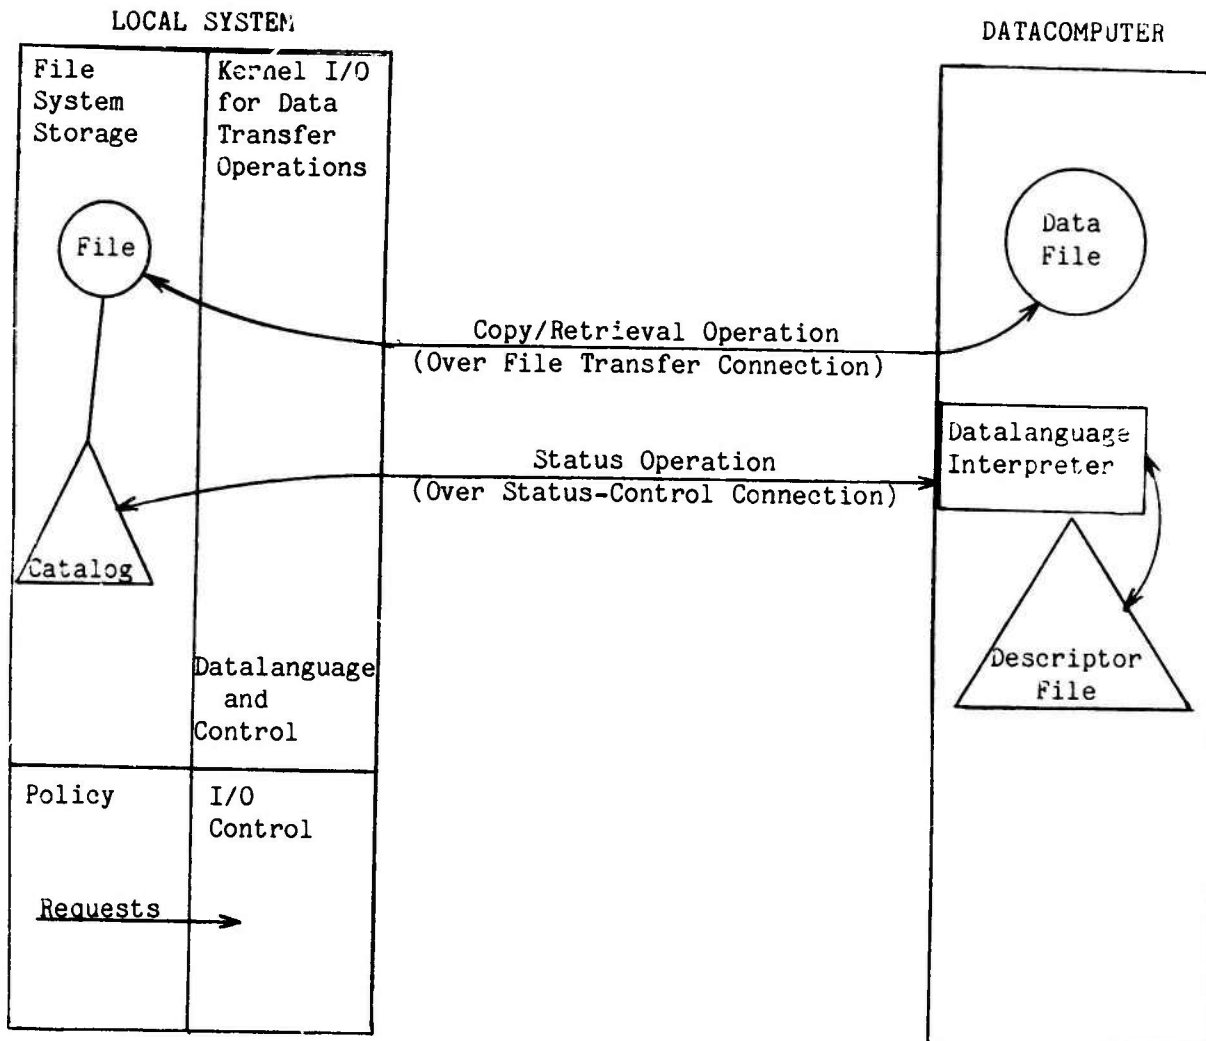 LOCAL SYSTEM
DATACOMPUTER
File
System
Storage
Kernel I/O
for Data
Transfer
Operations
File
Data
File
Copy/Retrieval Operation
(Over File Transfer Connection)
Datalanguage
Interpreter
Status Operation
(Over Status-Control Connection)
Catalog
Descriptor
File
Datalanguage
and
Control
Policy
I/O
Control
Requests